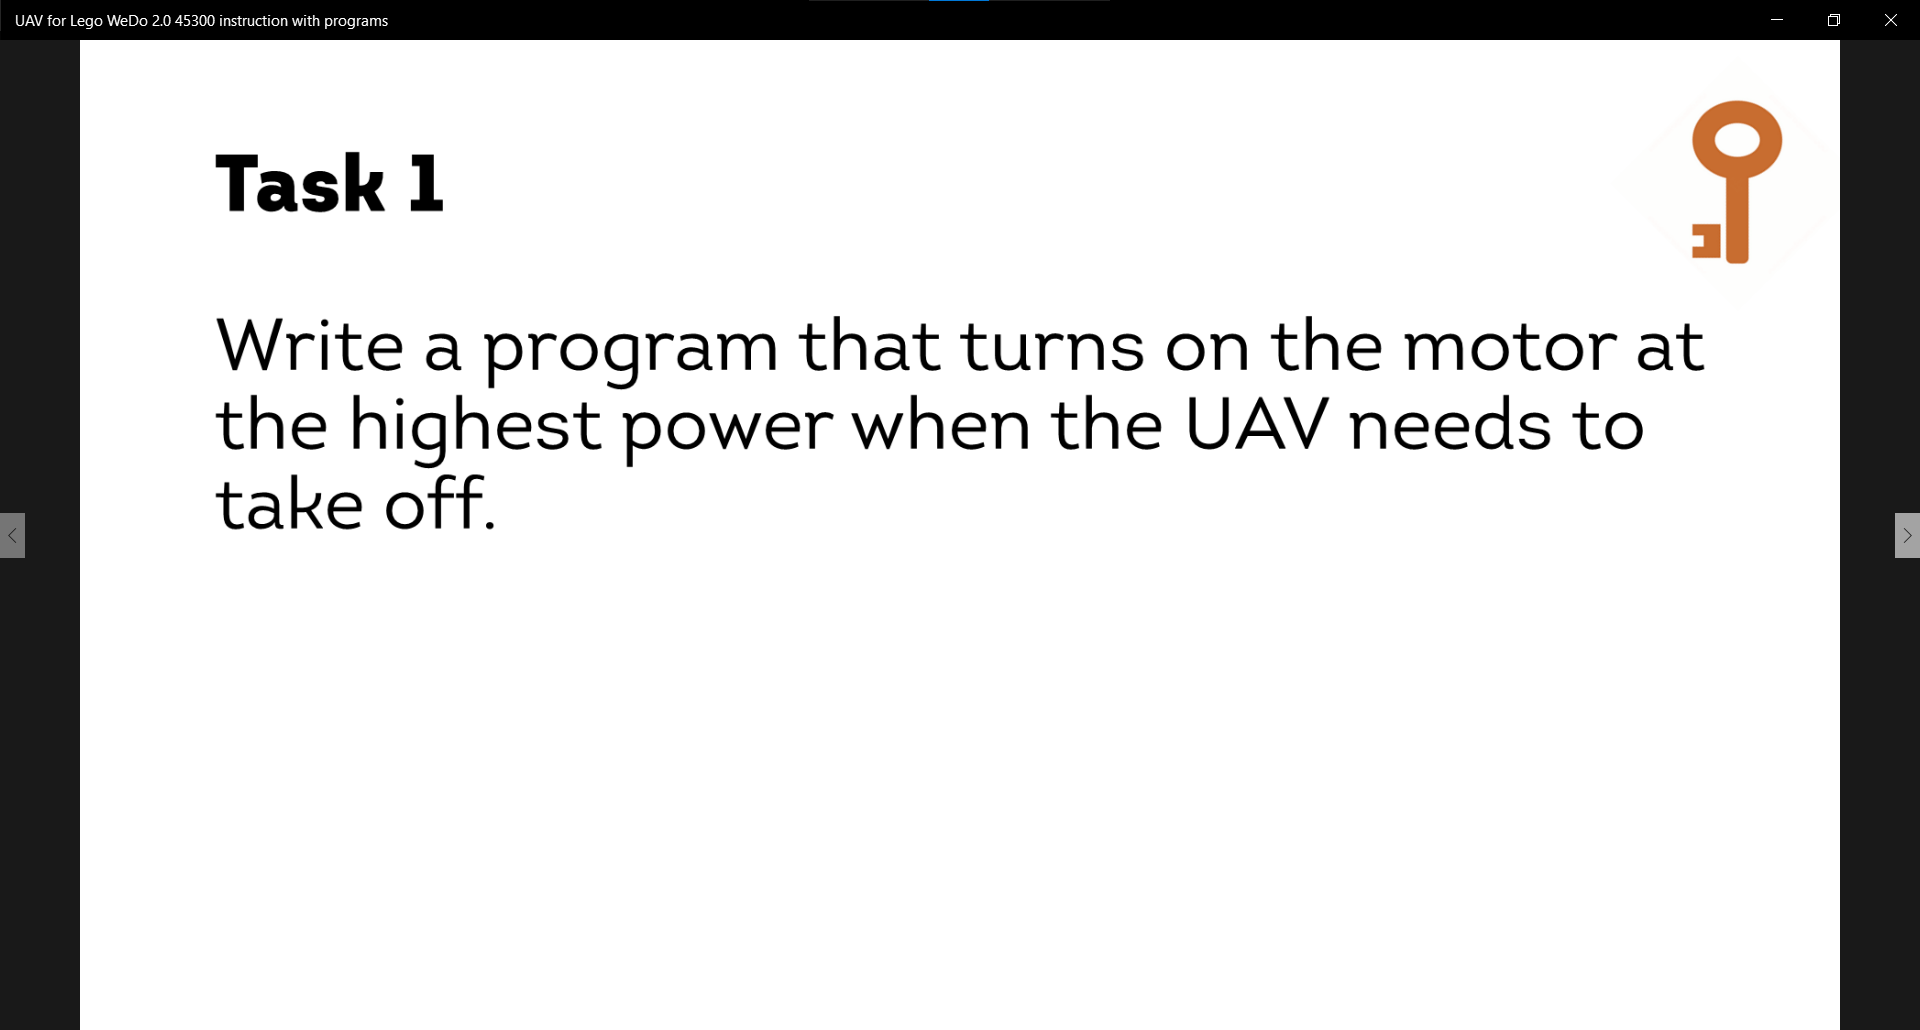 UAV for Lego WeDo 2.0 45300 instruction with programs
Task 1
Write a program that turns on the motor at
the highest power when the UAV needs to
take off.